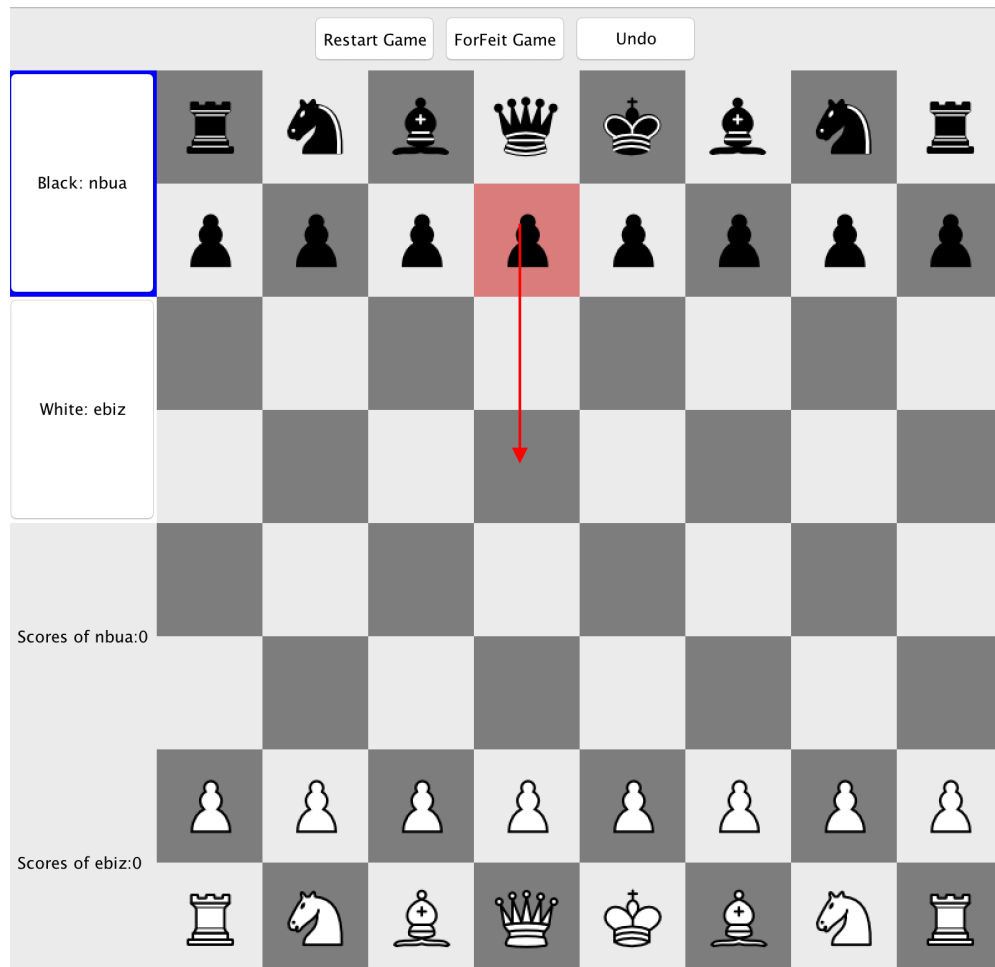 Restart Game
ForFeit Game
Undo
Black: nbua
White: ebiz
Scores of nbua:0
Scores of ebiz:0